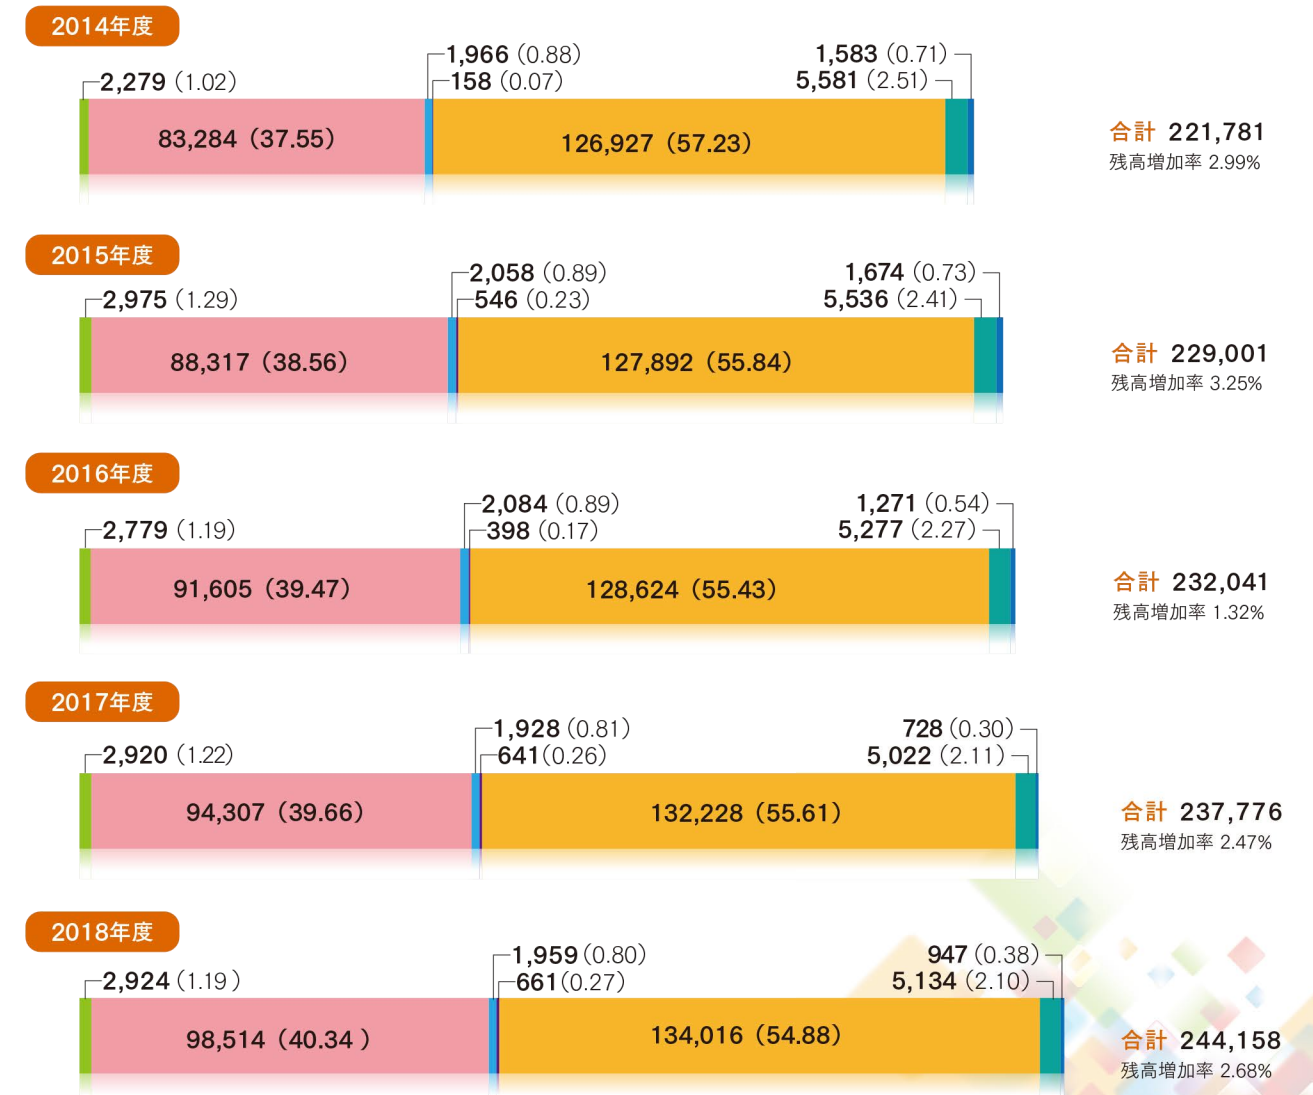 2014年度
1,966（0.88）
1,583（0.71）
2,279（1.02）
158（0.07）
5,581（2.51）
83,284（37.55）
126,927（57.23）
合計 221,781
残高増加率 2.99%
2015年度
2,058（0.89）
1,674（0.73）
2,975（1.29）
546（0.23）
5,536（2.41）
88,317（38.56）
127,892（55.84）
合計 229,001
残高増加率 3.25%
2016年度
2,084（0.89）
1,271（0.54）
2,779（1.19）
398（0.17）
5,277（2.27）
91,605（39.47）
128,624（55.43）
合計 232,041
残高増加率 1.32%
2017年度
1,928（0.81）
728（0.30）
2,920（1.22）
641（0.26）
5,022（2.11）
94,307（39.66）
132,228（55.61）
合計 237,776
残高増加率 2.47%
2018年度
1,959（0.80）
947（0.38）
2,924（1.19）
661（0.27）
5,134（2.10）
98,514（40.34）
134,016（54.88）
合計 244,158
残高増加率 2.68%